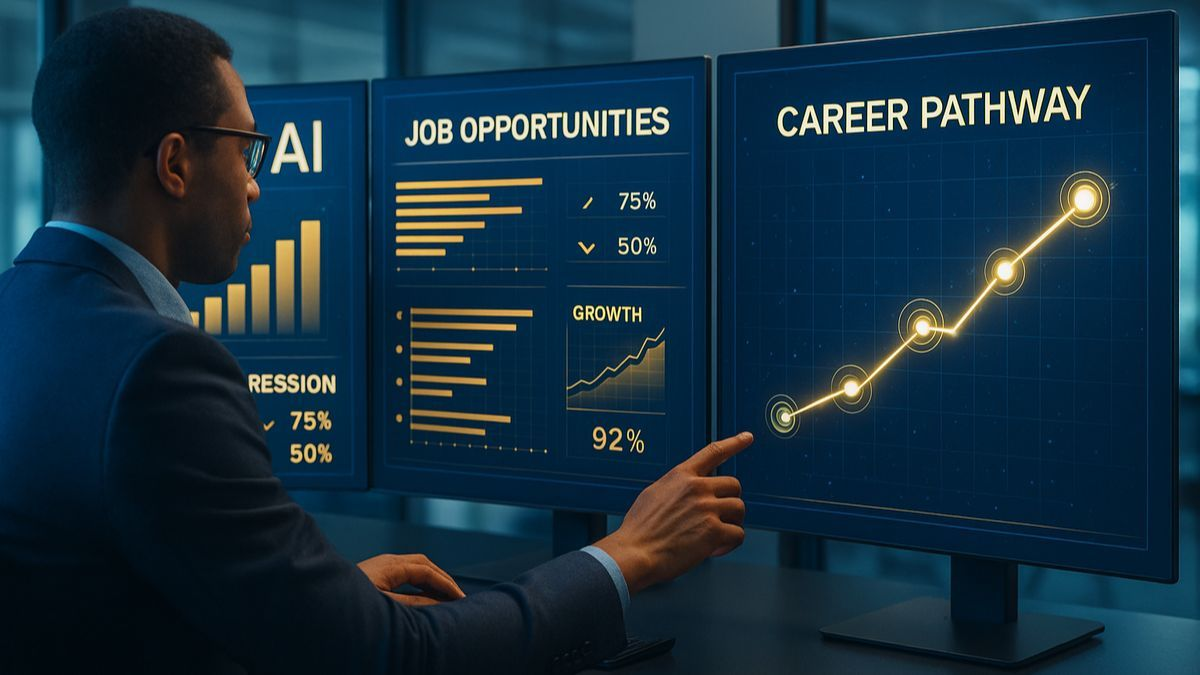 AI
RESSION
75%
50%
JOB OPPORTUNITIES
75%
50%
GROWTH
92%
CAREER PATHWAY